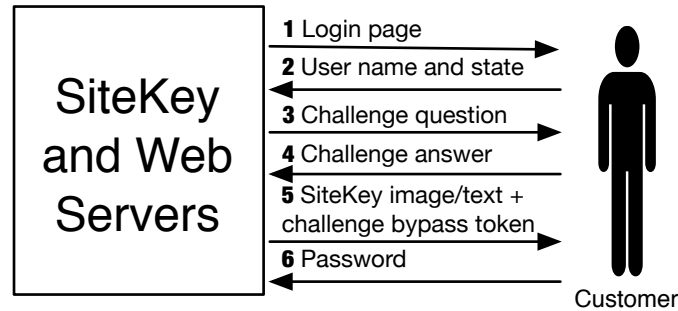 SiteKey
and Web
Servers
1 Login page
2 User name and state
3 Challenge question
4 Challenge answer
5 SiteKey image/text +
challenge bypass token
6 Password
Customer